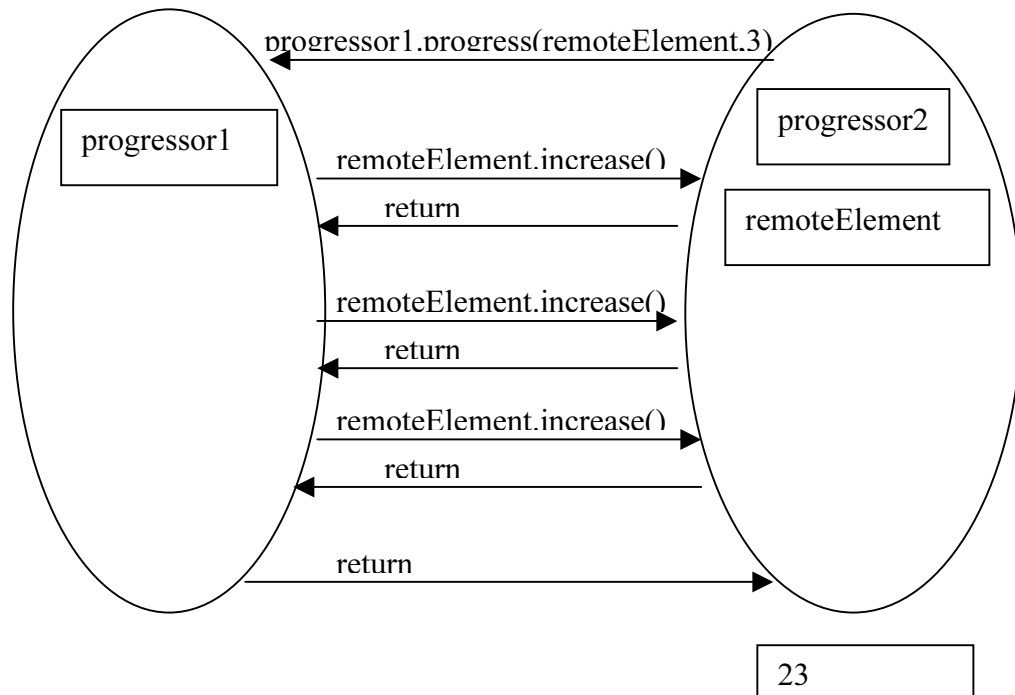 progressor1.progress(remoteElement,3)
progressor1
progressor2
remoteElement.increase()
return
remoteElement
remoteElement.increase()
return
remoteElement.increase()
return
return
23